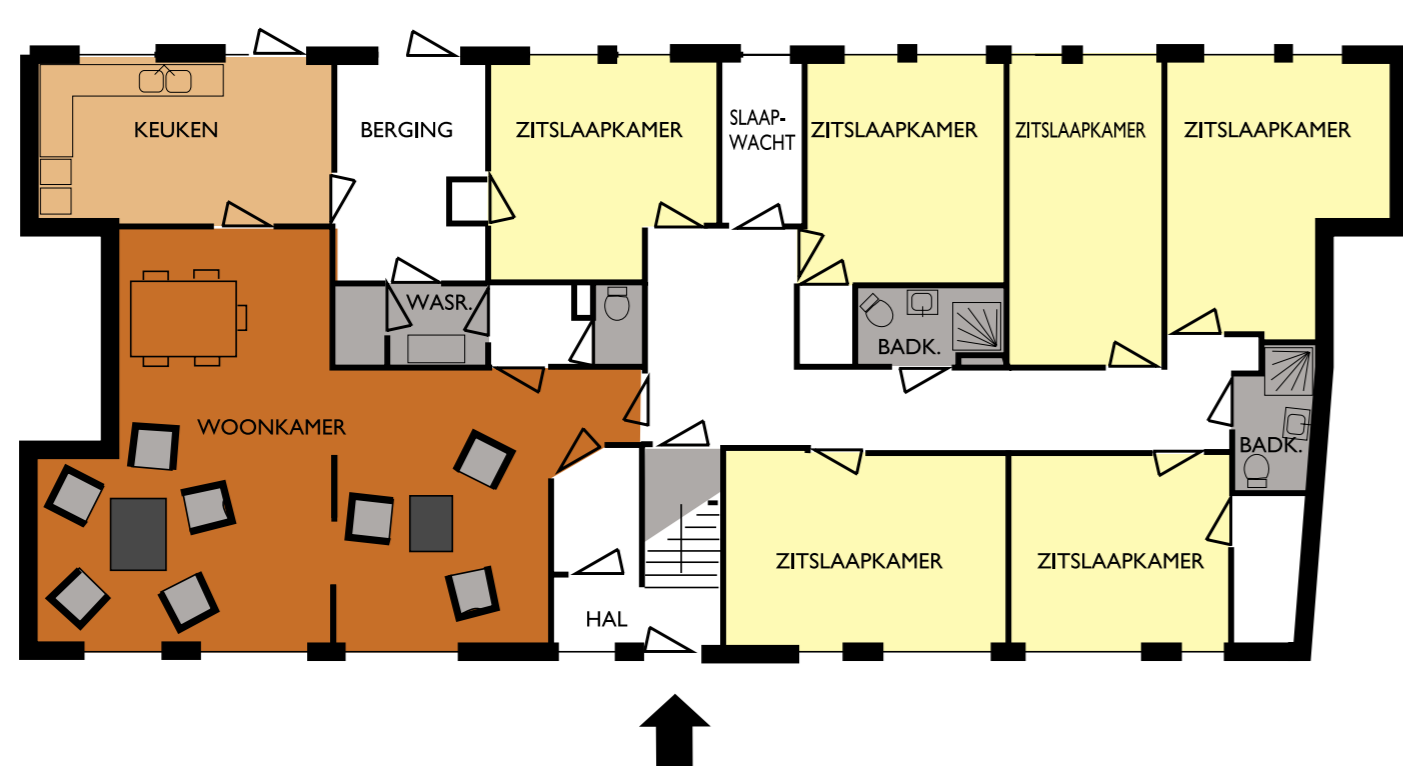 KEUKEN
BERGING
ZITSLAAPKAMER
SLAAP-
WACHT
ZITSLAAPKAMER
ZITSLAAPKAMER
ZITSLAAPKAMER
WASR.
BADK.
WOONKAMER
BADK.
ZITSLAAPKAMER
ZITSLAAPKAMER
HAL